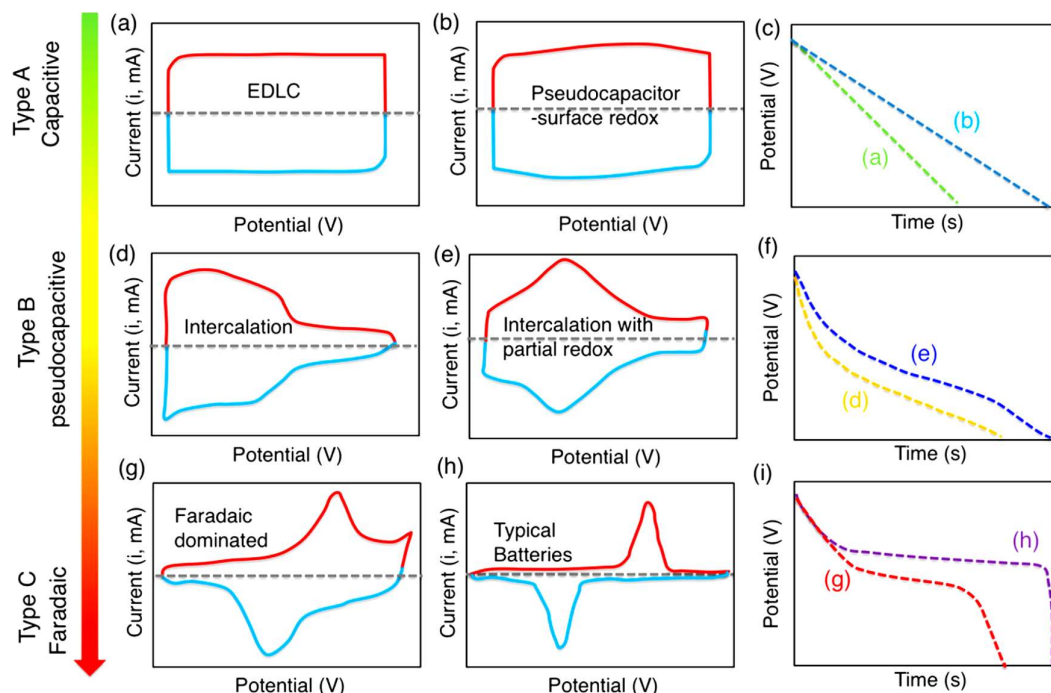 Type A
Capacitive
(a)
Current (i, mA)
EDLC
Potential (V)
(b)
Current (i, mA)
Pseudocapacitor
-surface redox
Potential (V)
(c)
Potential (V)
(b)
(a)
Time (s)
Type B
pseudocapacitive
(d)
Current (i, mA)
Intercalation
Potential (V)
(e)
Current (i, mA)
Intercalation with
partial redox
Potential (V)
(f)
Potential (V)
(e)
(d)
Time (s)
Type C
Faradaic
(g)
Current (i, mA)
Faradaic
dominated
Potential (V)
(h)
Current (i, mA)
Typical
Batteries
Potential (V)
(i)
Potential (V)
(h)
(g)
Time (s)